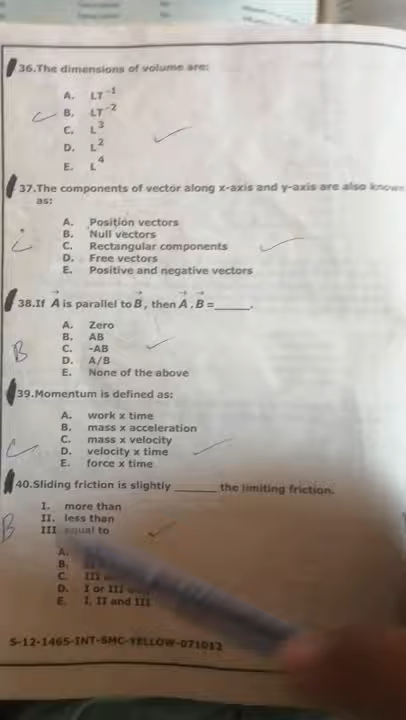 36.The dimensions of volume are:
A. LT⁻¹
C B. LT⁻²
C. L³
D. L²
E. L⁴
37.The components of vector along x-axis and y-axis are also known
as:
A. Position vectors
B. Null vectors
C. Rectangular components
D. Free vectors
E. Positive and negative vectors
38.If A⃗ is parallel to B⃗, then A⃗.B⃗=_____.
A. Zero
B. AB
B C. -AB
D. A/B
E. None of the above
39.Momentum is defined as:
A. work x time
B. mass x acceleration
C. mass x velocity
C D. velocity x time
E. force x time
40.Sliding friction is slightly ______ the limiting friction.
I. more than
B II. less than
III equal to
A.
B.
C. III
D. I or III
E. I, II and III
S-12-1465-INT-SMC-YELLOW-071012